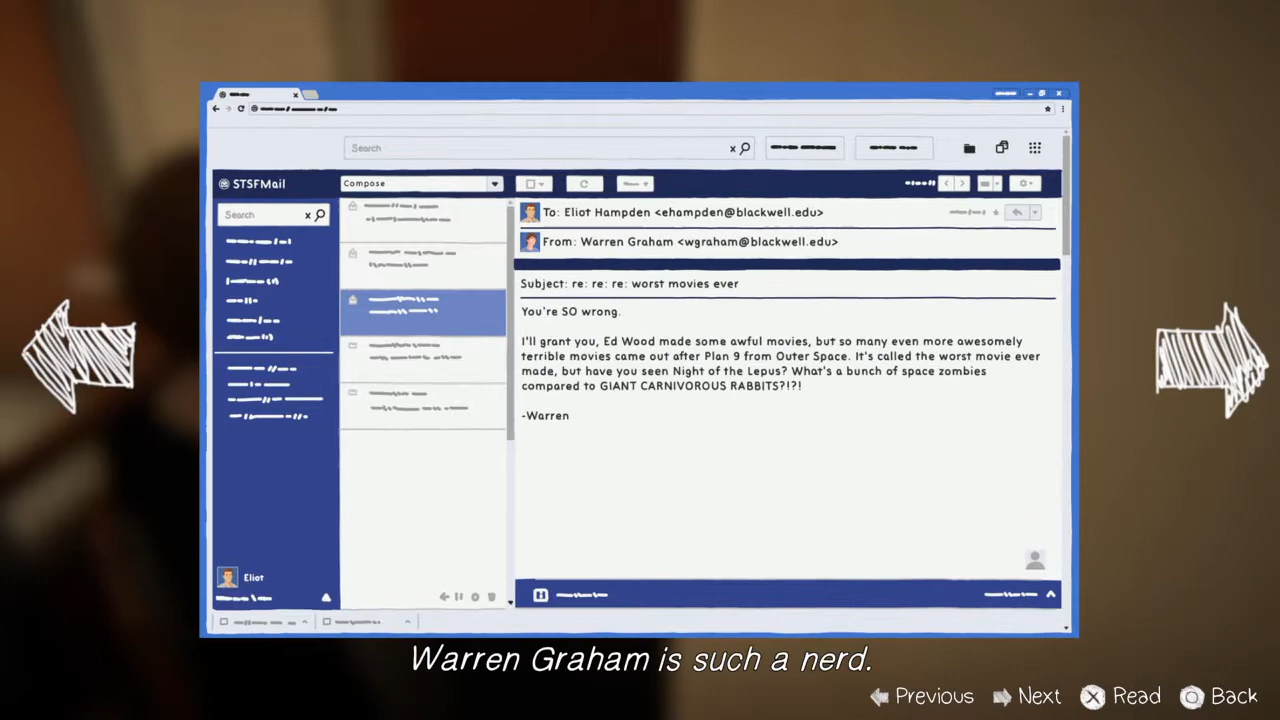 Search
STSFMail
Compose
Search
To: Eliot Hampden <ehampden@blackwell.edu>
From: Warren Graham <wgraham@blackwell.edu>
Subject: re: re: re: worst movies ever
You're SO wrong.
I'll grant you, Ed Wood made some awful movies, but so many even more awesomely
terrible movies came out after Plan 9 from Outer Space. It's called the worst movie ever
made, but have you seen Night of the Lepus? What's a bunch of space zombies
compared to GIANT CARNIVOROUS RABBITS?!?!
-Warren
Eliot
Warren Graham is such a nerd.
Previous Next Read Back